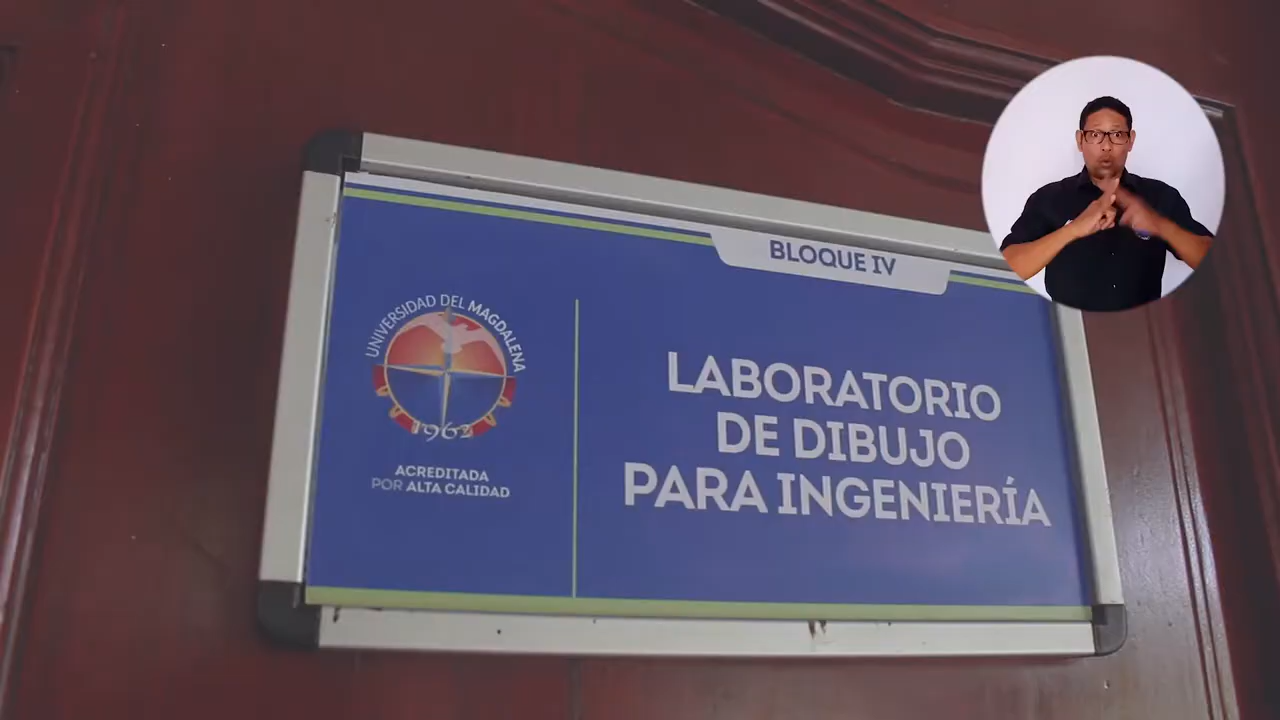 BLOQUE IV
UNIVERSIDAD DEL MAGDALENA
1962
ACREDITADA
POR ALTA CALIDAD
LABORATORIO
DE DIBUJO
PARA INGENIERÍA